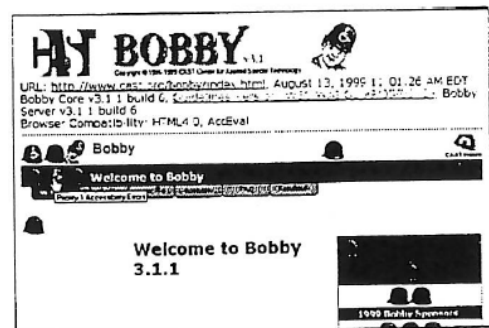 CAST BOBBY v3.1
Copyright © 1996-1999 CAST Center for Applied Special Technology
URL: http://www.cast.org/bobby/index.html, August 13, 1999 11:01:26 AM EDT
Bobby Core v3.1.1 build 6, Bobby
Server v3.1.1 build 6
Browser Compatibility: HTML4.0, AccEval
Bobby
Welcome to Bobby
Priority 1 Accessibility Error
Welcome to Bobby
3.1.1
1999 Bobby Sponsors